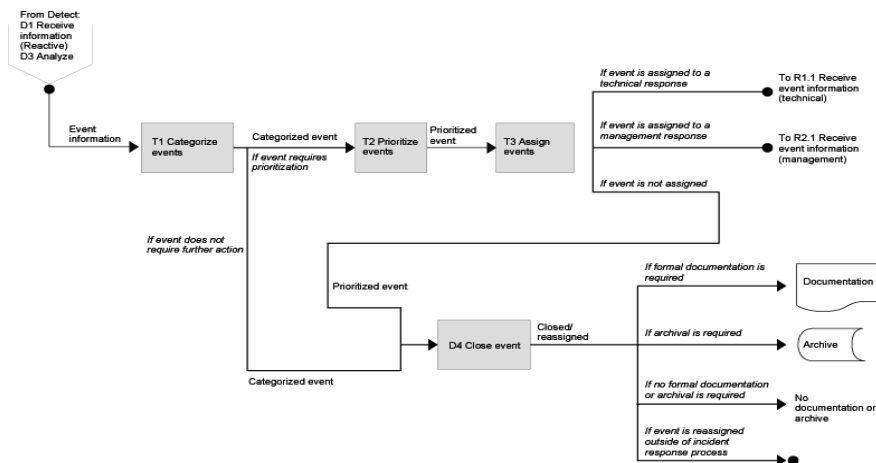 From Detect:
D1 Receive
information
(Reactive)
D3 Analyze
Event
information
T1 Categorize
events
Categorized event
If event requires
prioritization
T2 Prioritize
events
Prioritized
event
T3 Assign
events
If event is assigned to a
technical response
To R1.1 Receive
event information
(technical)
If event is assigned to a
management response
To R2.1 Receive
event information
(management)
If event is not assigned
If event does not
require further action
Prioritized event
Categorized event
D4 Close event
Closed/
reassigned
If formal documentation is
required
Documentation
If archival is required
Archive
If no formal documentation
or archival is required
No
documentation or
archive
If event is reassigned
outside of incident
response process